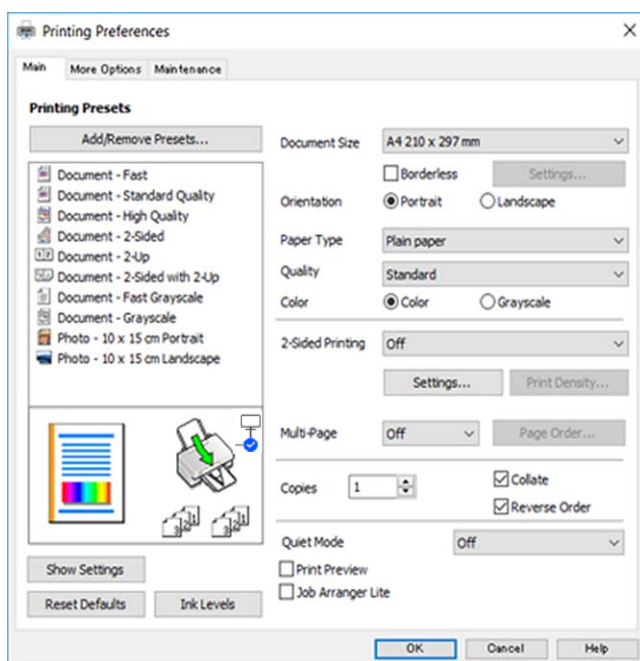 Printing Preferences
Main More Options Maintenance
Printing Presets
Add/Remove Presets...
Document - Fast
Document - Standard Quality
Document - High Quality
Document - 2-Sided
Document - 2-Up
Document - 2-Sided with 2-Up
Document - Fast Grayscale
Document - Grayscale
Photo - 10 x 15 cm Portrait
Photo - 10 x 15 cm Landscape
Show Settings
Reset Defaults Ink Levels
Document Size A4 210 x 297 mm
Borderless Settings...
Orientation Portrait Landscape
Paper Type Plain paper
Quality Standard
Color Color Grayscale
2-Sided Printing Off
Settings... Print Density...
Multi-Page Off Page Order...
Copies 1 Collate
Reverse Order
Quiet Mode Off
Print Preview
Job Arranger Lite
OK Cancel Help